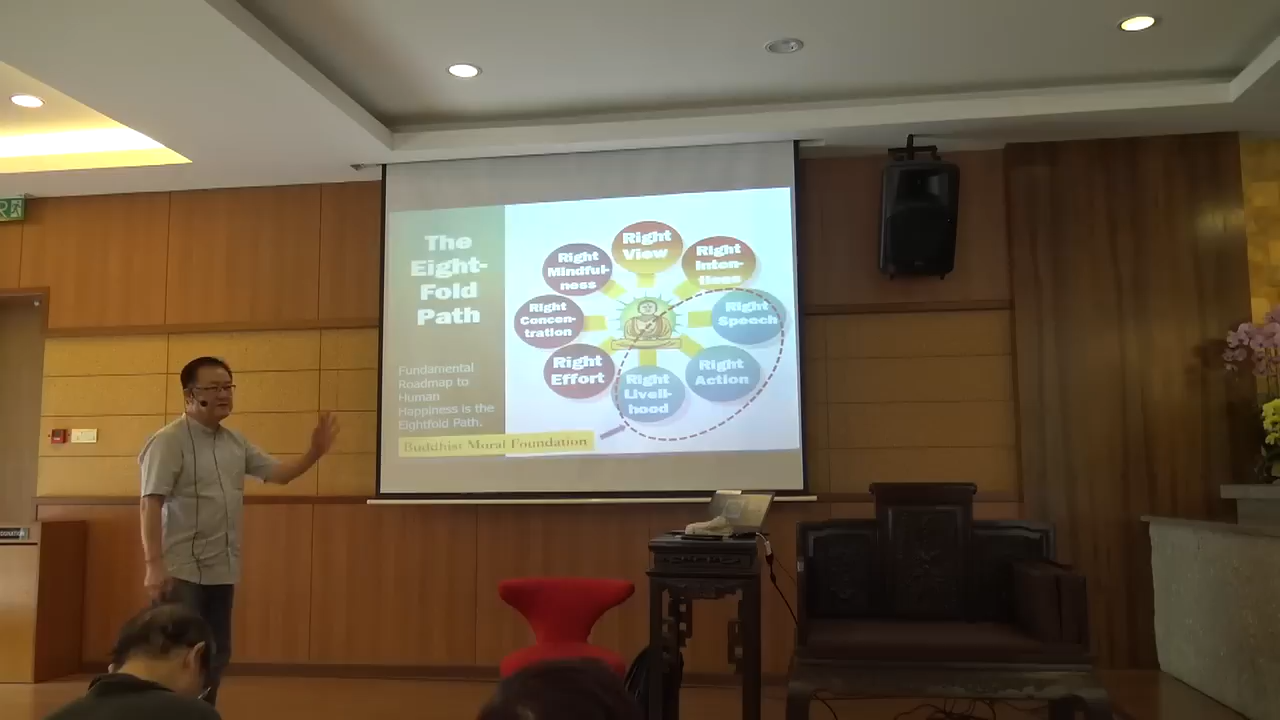 The
Eight-
Fold
Path
Fundamental
Roadmap to
Human
Happiness is the
Eightfold Path.
Buddhist Moral Foundation
Right
View
Right
Inten-
tions
Right
Speech
Right
Action
Right
Liveli-
hood
Right
Effort
Right
Concen-
tration
Right
Mindful-
ness